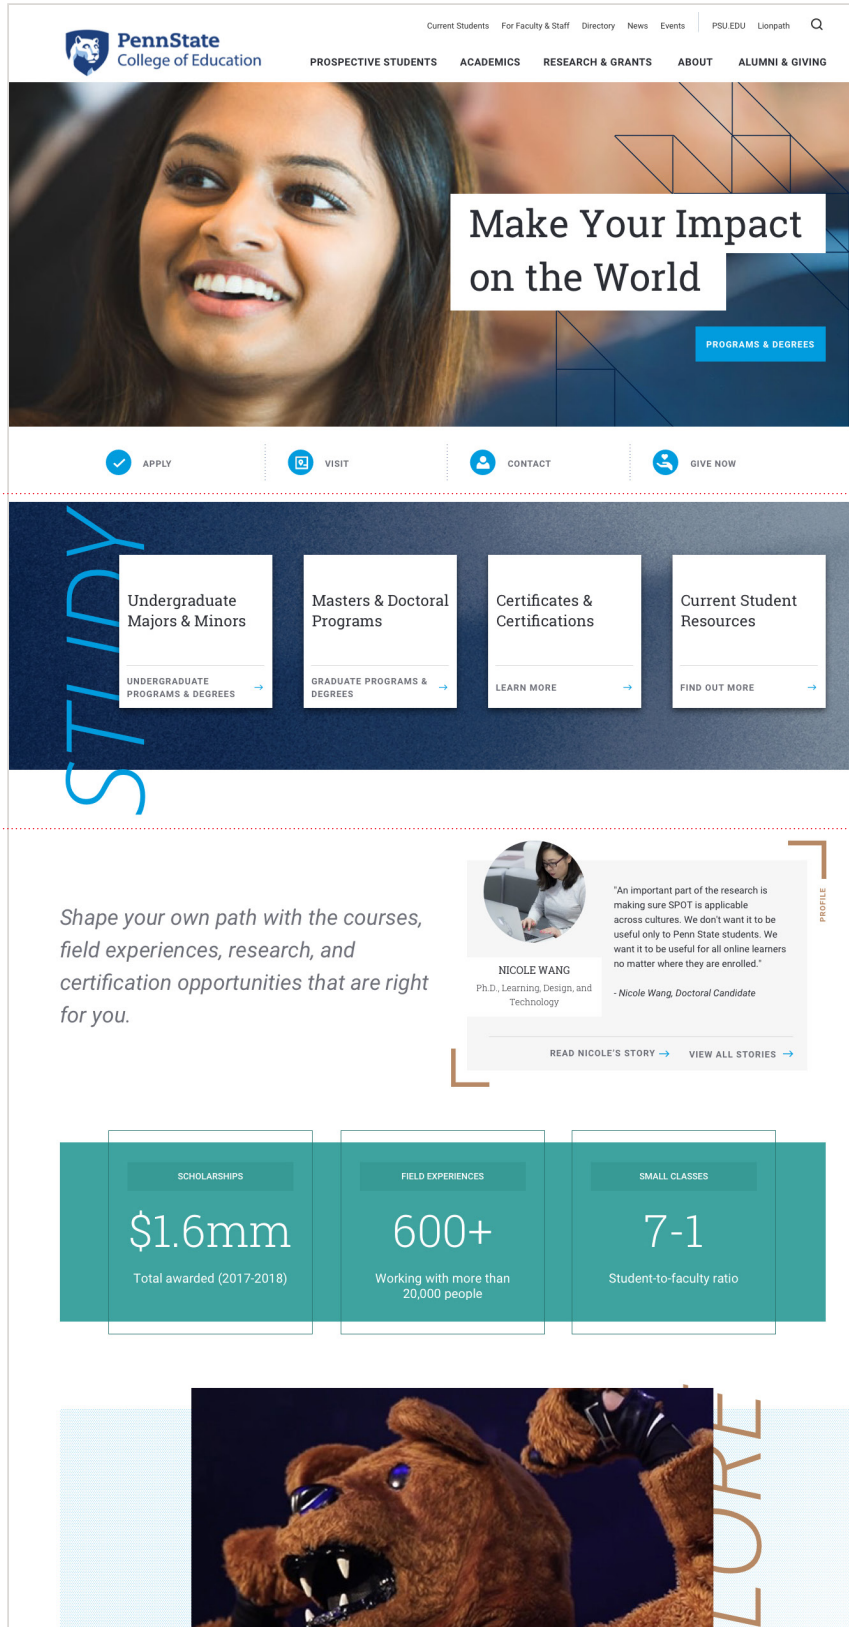 Current Students For Faculty & Staff Directory News Events PSU.EDU Lionpath
PennState
College of Education
PROSPECTIVE STUDENTS ACADEMICS RESEARCH & GRANTS ABOUT ALUMNI & GIVING
Make Your Impact
on the World
PROGRAMS & DEGREES
APPLY VISIT CONTACT GIVE NOW
STUDY
Undergraduate
Majors & Minors
UNDERGRADUATE
PROGRAMS & DEGREES
Masters & Doctoral
Programs
GRADUATE PROGRAMS &
DEGREES
Certificates &
Certifications
LEARN MORE
Current Student
Resources
FIND OUT MORE
Shape your own path with the courses,
field experiences, research, and
certification opportunities that are right
for you.
PROFILE
NICOLE WANG
Ph.D., Learning, Design, and
Technology
"An important part of the research is
making sure SPOT is applicable
across cultures. We don't want it to be
useful only to Penn State students. We
want it to be useful for all online learners
no matter where they are enrolled."
- Nicole Wang, Doctoral Candidate
READ NICOLE'S STORY VIEW ALL STORIES
SCHOLARSHIPS
$1.6mm
Total awarded (2017-2018)
FIELD EXPERIENCES
600+
Working with more than
20,000 people
SMALL CLASSES
7-1
Student-to-faculty ratio
LORE